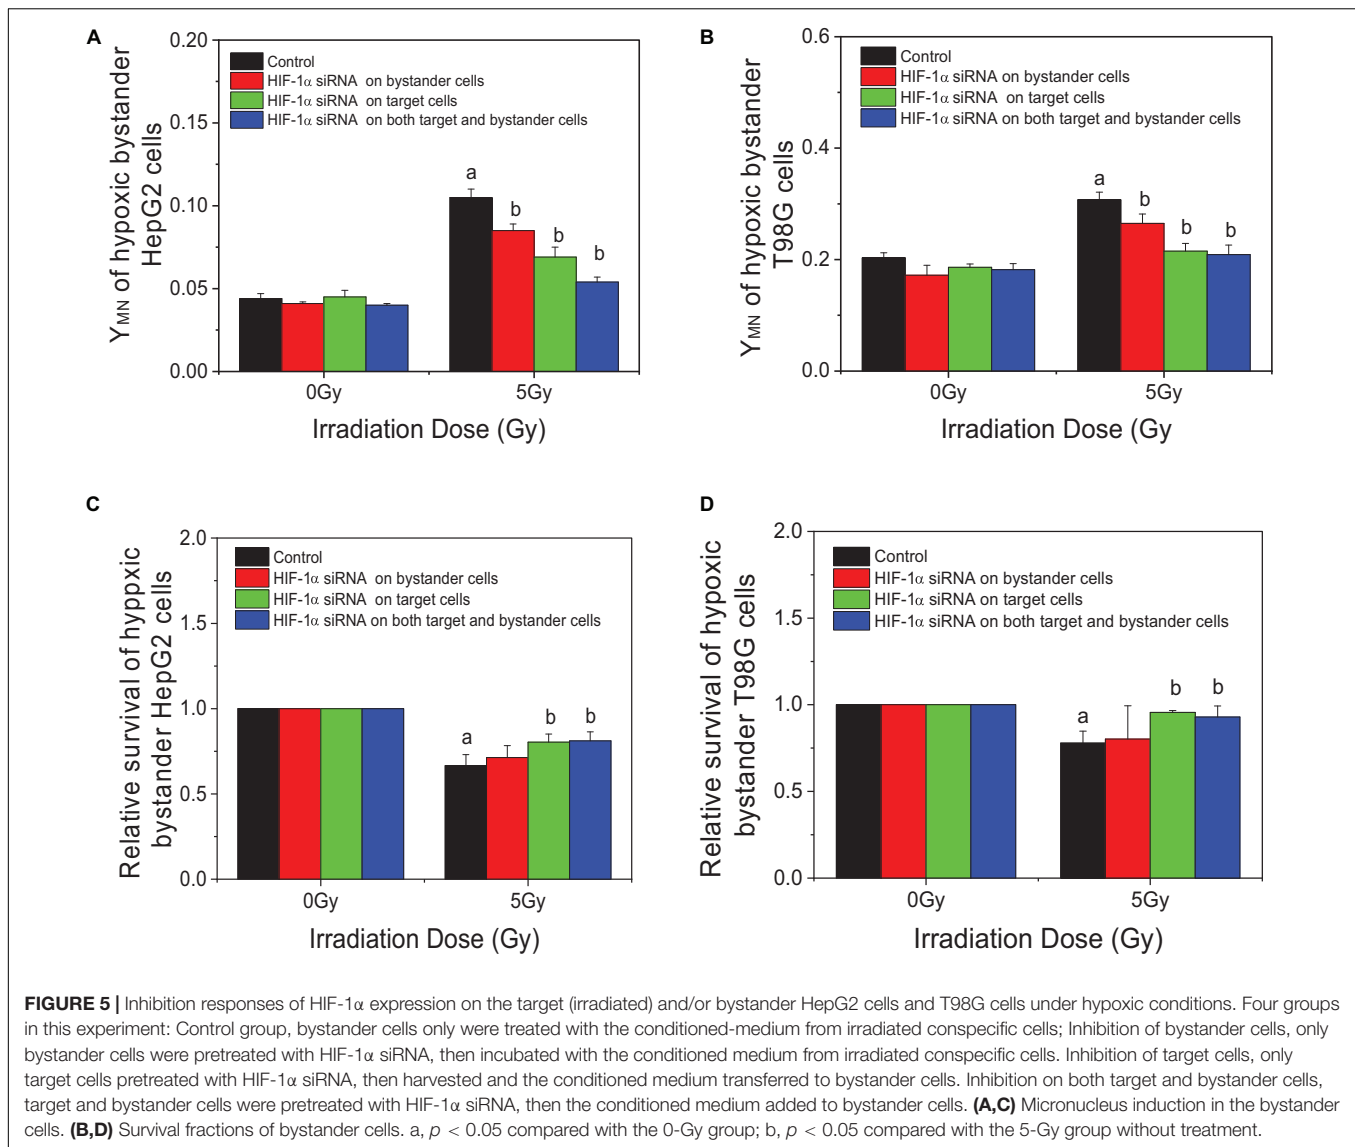 A
0.20
0.15
0.10
0.05
0.00
YMN of hypoxic bystander
HepG2 cells
Control
HIF-1α siRNA on bystander cells
HIF-1α siRNA on target cells
HIF-1α siRNA on both target and bystander cells
a
b
b
b
0Gy
5Gy
Irradiation Dose (Gy)
B
0.6
0.4
0.2
0.0
YMN of hypoxic bystander
T98G cells
Control
HIF-1α siRNA on bystander cells
HIF-1α siRNA on target cells
HIF-1α siRNA on both target and bystander cells
a
b
b
b
0Gy
5Gy
Irradiation Dose (Gy
C
2.0
1.5
1.0
0.5
0.0
Relative survival of hyppxic
bystander HepG2 cells
Control
HIF-1α siRNA on bystander cells
HIF-1α siRNA on target cells
HIF-1α siRNA on both target and bystander cells
a
b
b
0Gy
5Gy
Irradiation Dose (Gy)
D
2.0
1.5
1.0
0.5
0.0
Relative survival of hypoxic
bystander T98G cells
Control
HIF-1α siRNA on bystander cells
HIF-1α siRNA on target cells
HIF-1α siRNA on both target and bystander cells
a
b
b
0Gy
5Gy
Irradiation Dose (Gy)
FIGURE 5 | Inhibition responses of HIF-1α expression on the target (irradiated) and/or bystander HepG2 cells and T98G cells under hypoxic conditions. Four groups
in this experiment: Control group, bystander cells only were treated with the conditioned-medium from irradiated conspecific cells; Inhibition of bystander cells, only
bystander cells were pretreated with HIF-1α siRNA, then incubated with the conditioned medium from irradiated conspecific cells. Inhibition of target cells, only
target cells pretreated with HIF-1α siRNA, then harvested and the conditioned medium transferred to bystander cells. Inhibition on both target and bystander cells,
target and bystander cells were pretreated with HIF-1α siRNA, then the conditioned medium added to bystander cells. (A,C) Micronucleus induction in the bystander
cells. (B,D) Survival fractions of bystander cells. a, p < 0.05 compared with the 0-Gy group; b, p < 0.05 compared with the 5-Gy group without treatment.